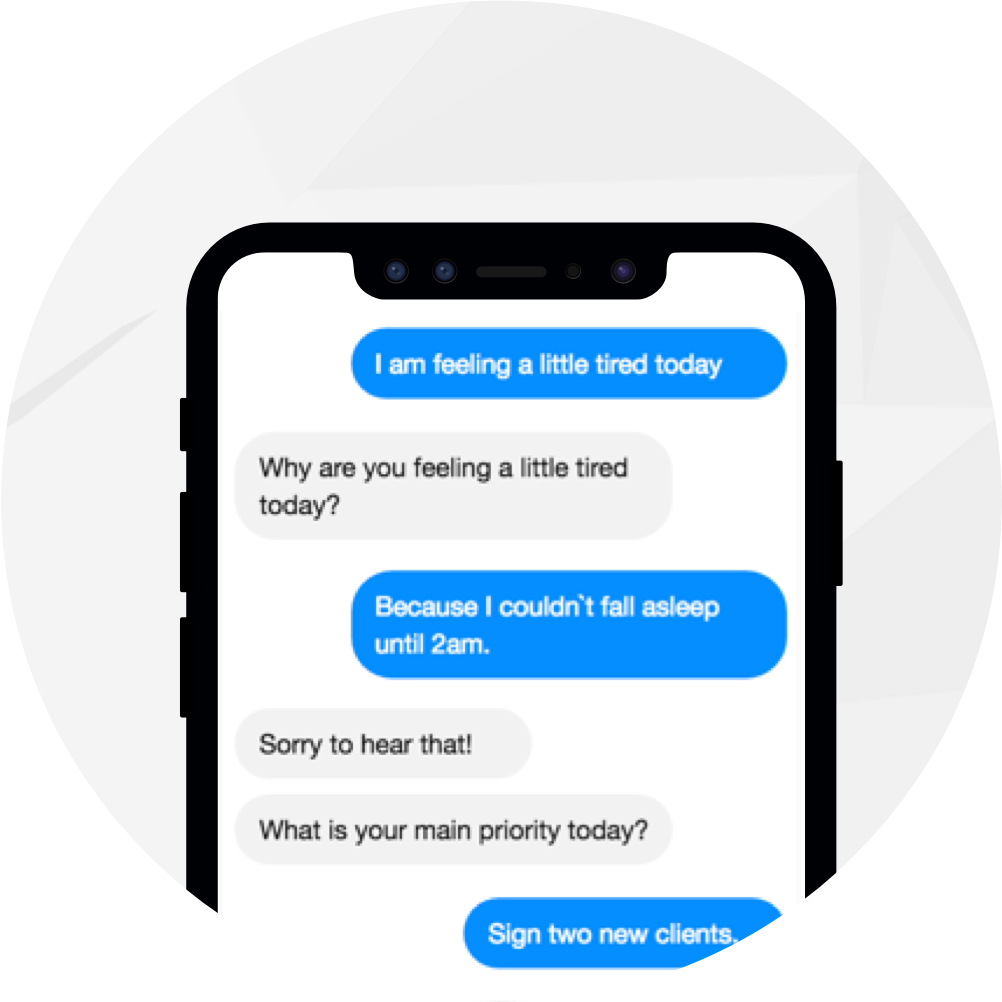 I am feeling a little tired today
Why are you feeling a little tired
today?
Because I couldn`t fall asleep
until 2am.
Sorry to hear that!
What is your main priority today?
Sign two new clients.